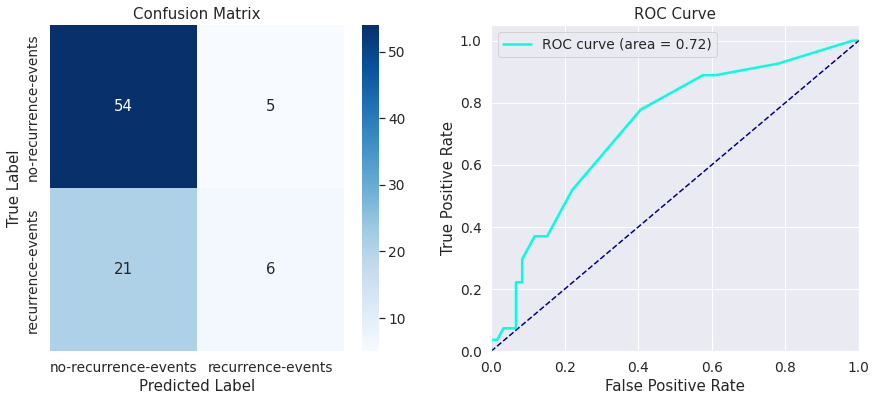 Confusion Matrix
True Label
no-recurrence-events
recurrence-events
54
5
21
6
no-recurrence-events
recurrence-events
Predicted Label
50
40
30
20
10
ROC Curve
ROC curve (area = 0.72)
True Positive Rate
1.0
0.8
0.6
0.4
0.2
0.0
0.0
0.2
0.4
0.6
0.8
1.0
False Positive Rate